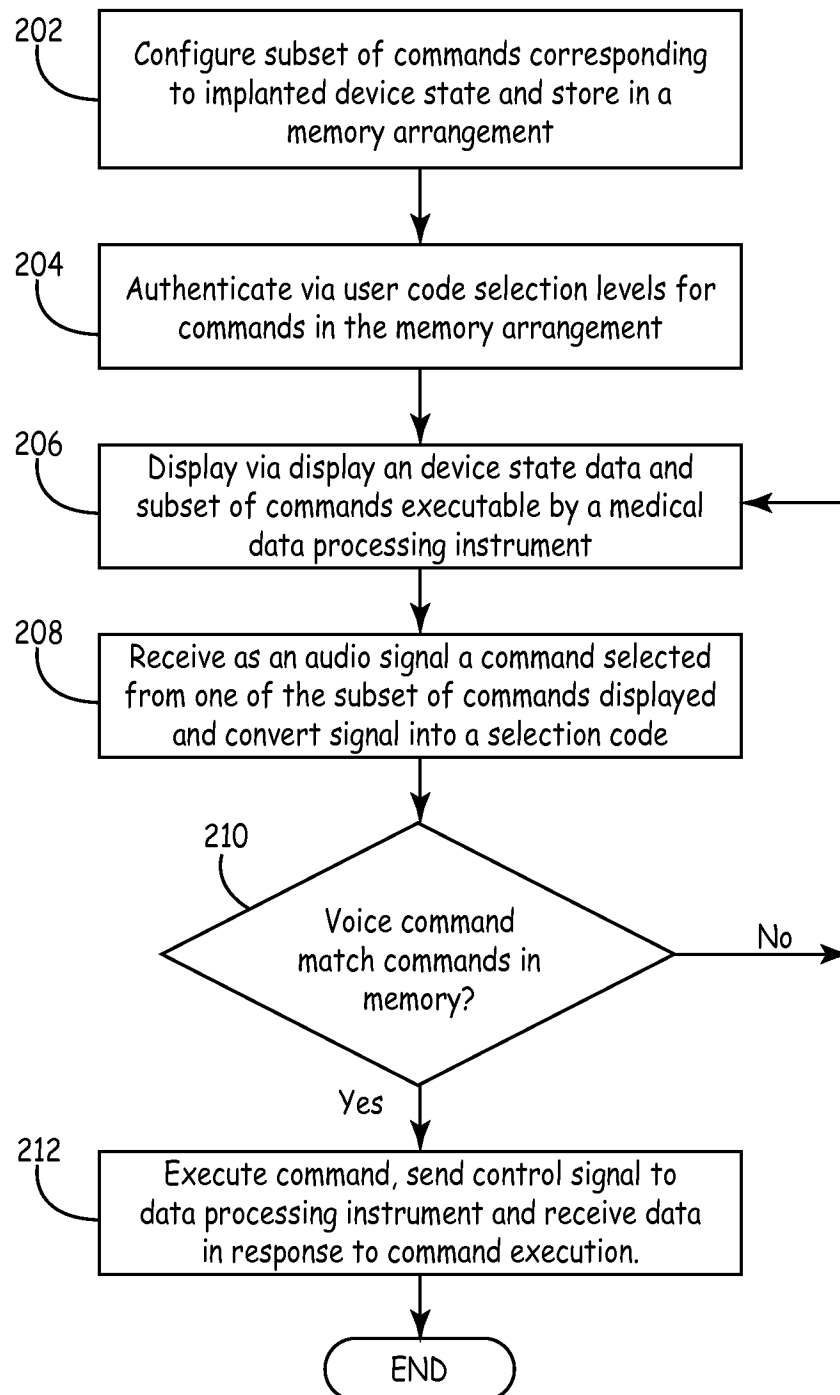 202
Configure subset of commands corresponding
to implanted device state and store in a
memory arrangement
204
Authenticate via user code selection levels for
commands in the memory arrangement
206
Display via display an device state data and
subset of commands executable by a medical
data processing instrument
208
Receive as an audio signal a command selected
from one of the subset of commands displayed
and convert signal into a selection code
210
Voice command
match commands in
memory?
No
Yes
212
Execute command, send control signal to
data processing instrument and receive data
in response to command execution.
END